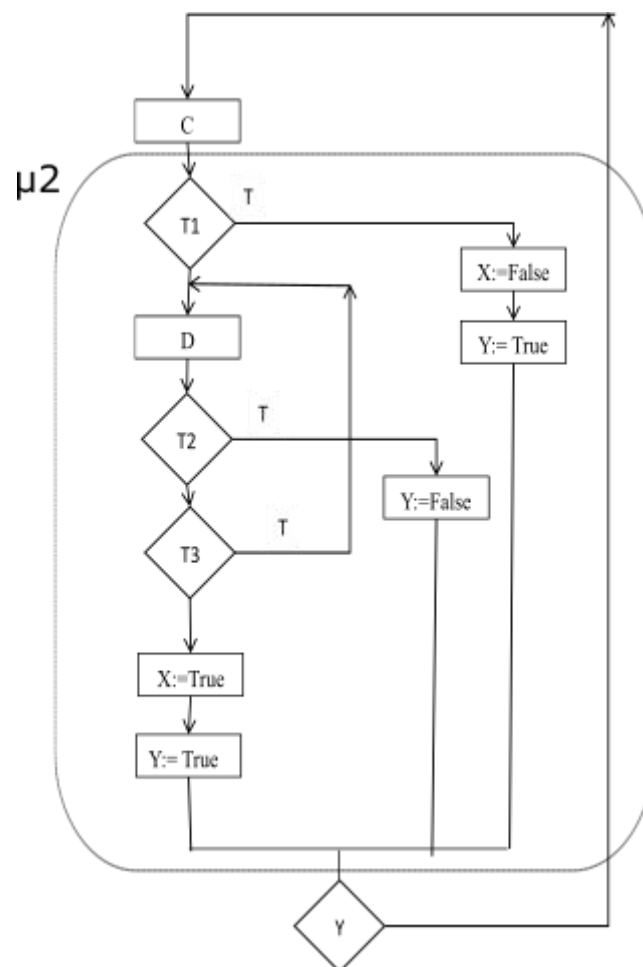 C
μ2
T
T1
X:=False
Y:= True
D
T
T2
Y:=False
T
T3
X:=True
Y:= True
Y